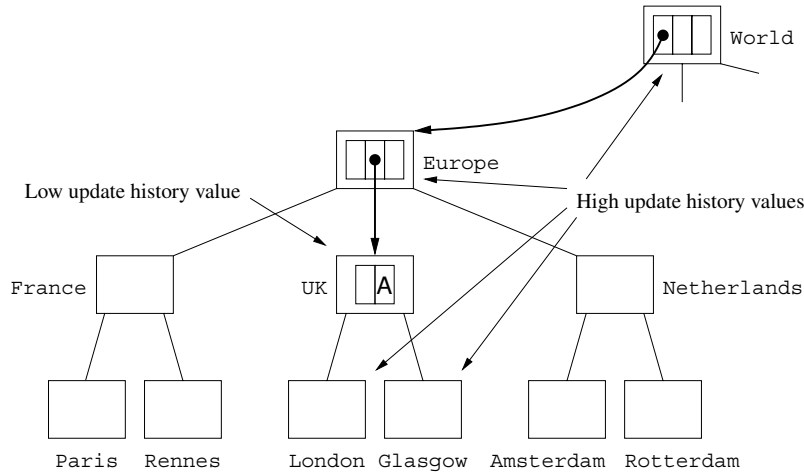 World
Europe
Low update history value
High update history values
France
UK
A
Netherlands
Paris
Rennes
London
Glasgow
Amsterdam
Rotterdam